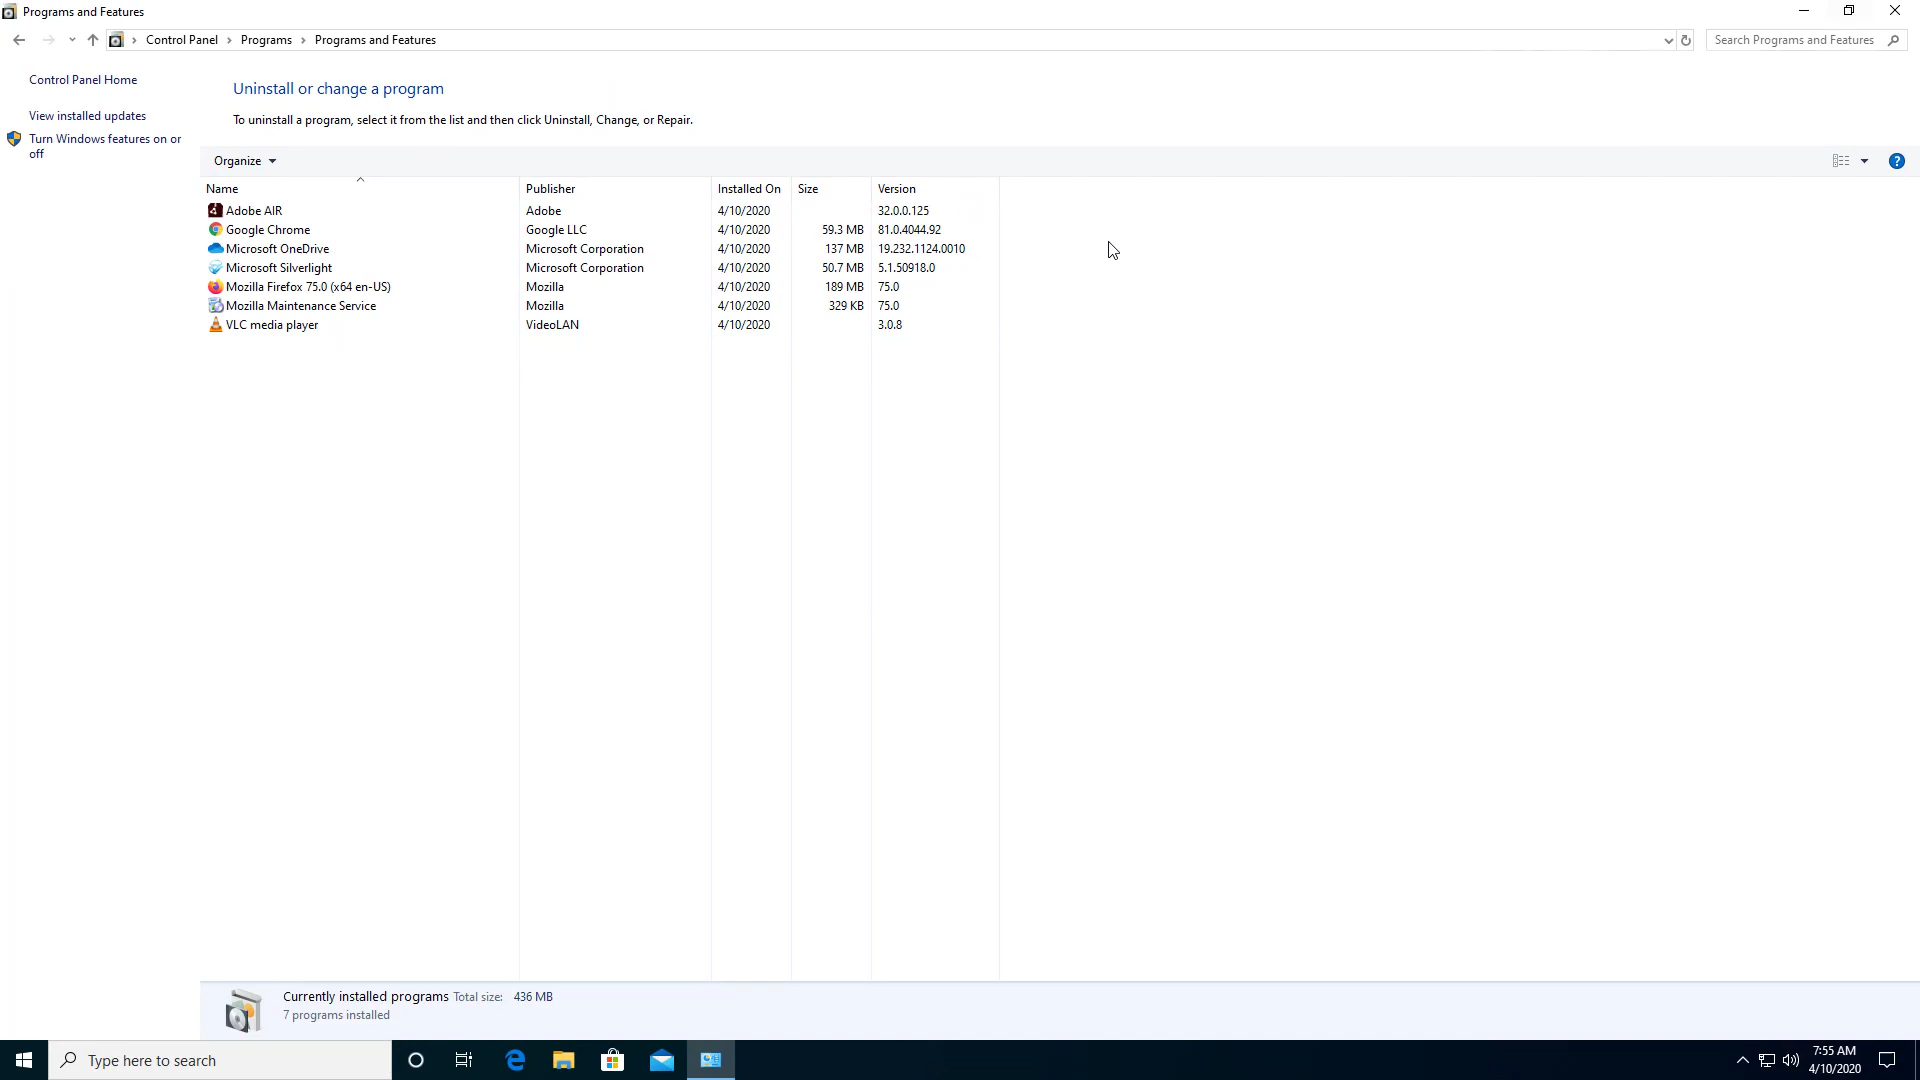 Programs and Features
Control Panel > Programs > Programs and Features
Search Programs and Features
Control Panel Home
View installed updates
Turn Windows features on or
off
Uninstall or change a program
To uninstall a program, select it from the list and then click Uninstall, Change, or Repair.
Organize
Name Publisher Installed On Size Version
Adobe AIR Adobe 4/10/2020 32.0.0.125
Google Chrome Google LLC 4/10/2020 59.3 MB 81.0.4044.92
Microsoft OneDrive Microsoft Corporation 4/10/2020 137 MB 19.232.1124.0010
Microsoft Silverlight Microsoft Corporation 4/10/2020 50.7 MB 5.1.50918.0
Mozilla Firefox 75.0 (x64 en-US) Mozilla 4/10/2020 189 MB 75.0
Mozilla Maintenance Service Mozilla 4/10/2020 329 KB 75.0
VLC media player VideoLAN 4/10/2020 3.0.8
Currently installed programs Total size: 436 MB
7 programs installed
Type here to search
7:55 AM
4/10/2020